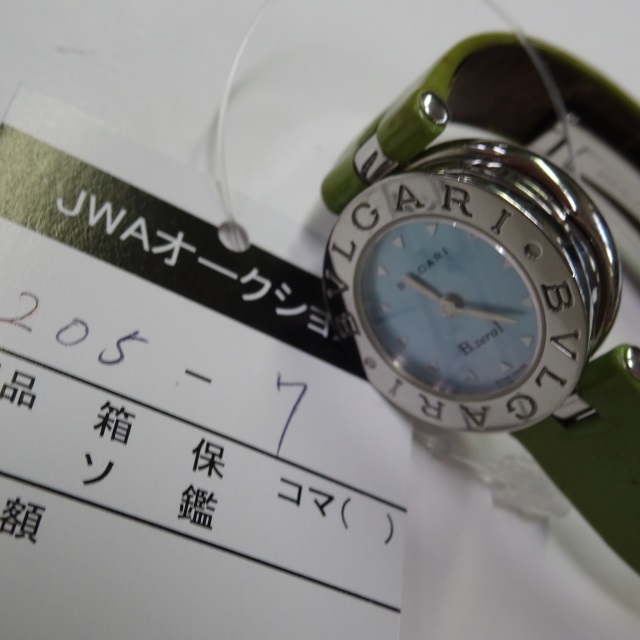 JWAオークショ
205-7
品 箱 保 コマ( )
ソ 鑑
額
BVLGARI
BVLGARI
BVLGARI
B.zero1